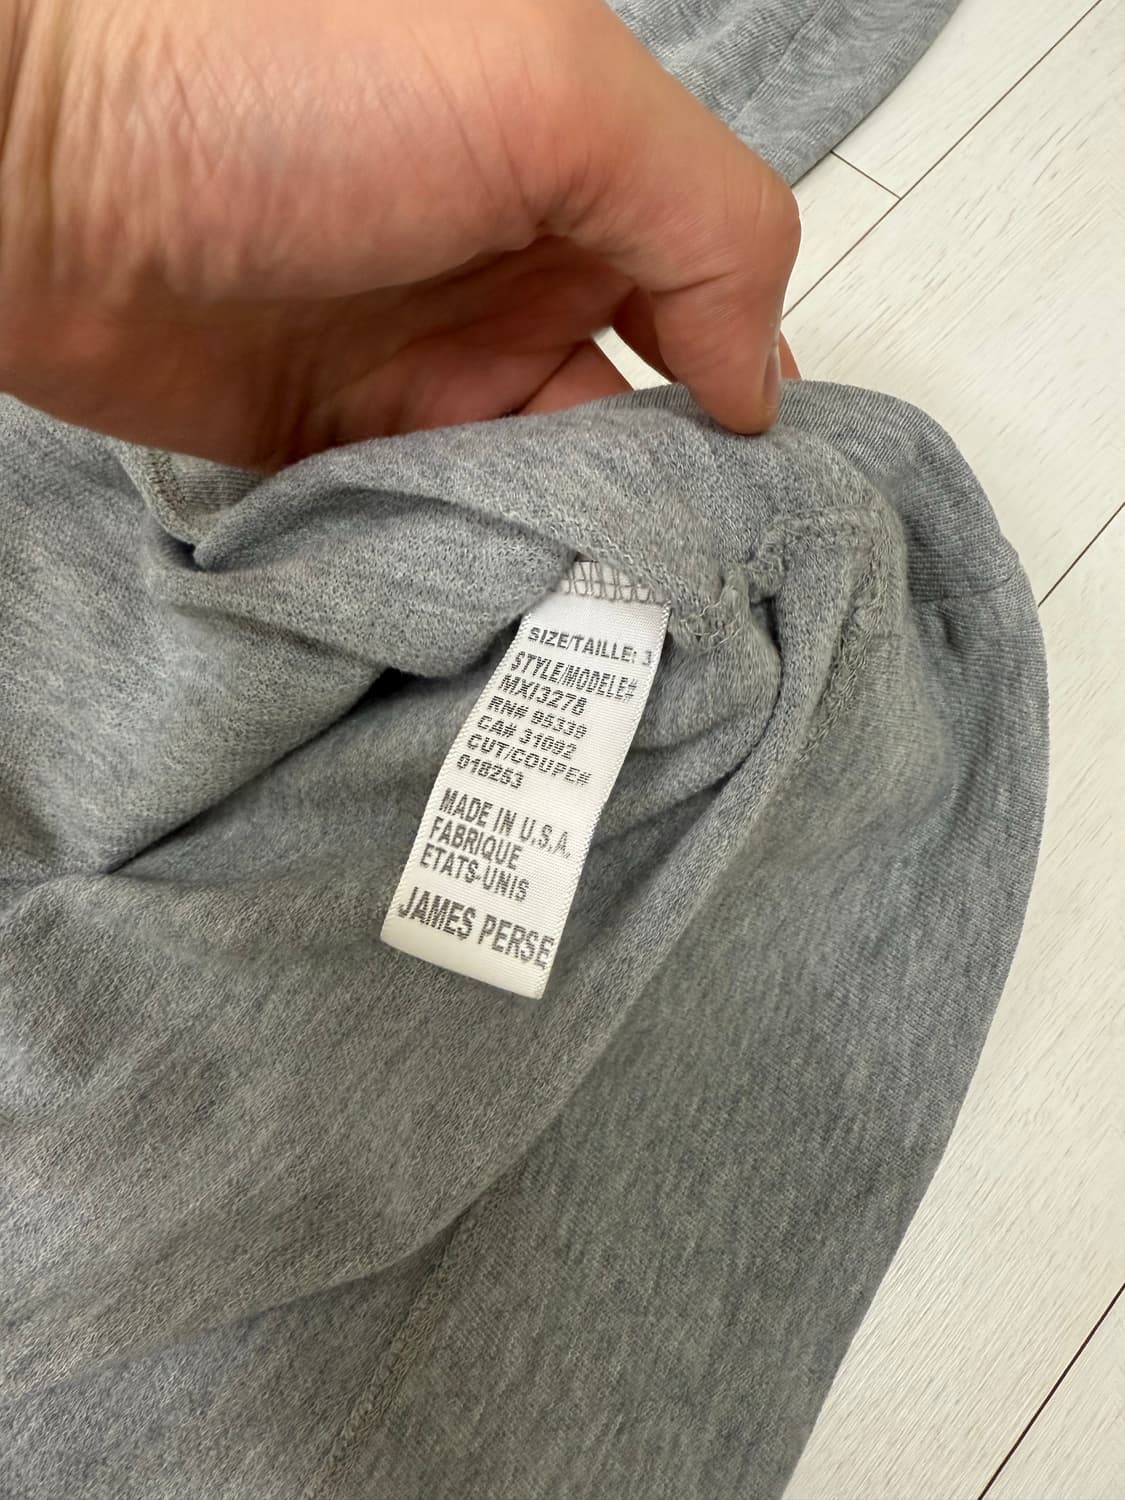 SIZE/TAILLE: 3
STYLE/MODELE#
MXI3278
RN# 95339
CA# 31092
CUT/COUPE#
018253
MADE IN U.S.A.
FABRIQUE
ETATS-UNIS
JAMES PERSE